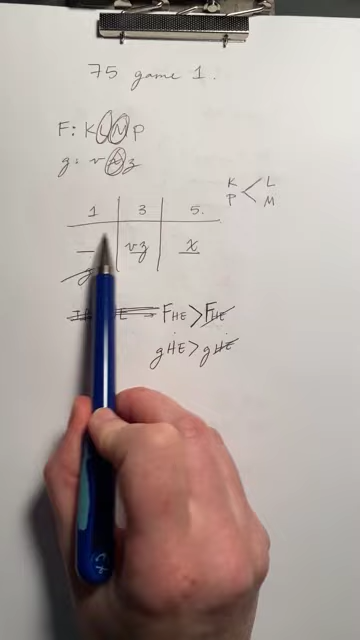 75 game 1.
F: K L M P
g: v x z
K < L
P M
1 3 5.
vz x
g
FHE > FHE
gHE > gHE